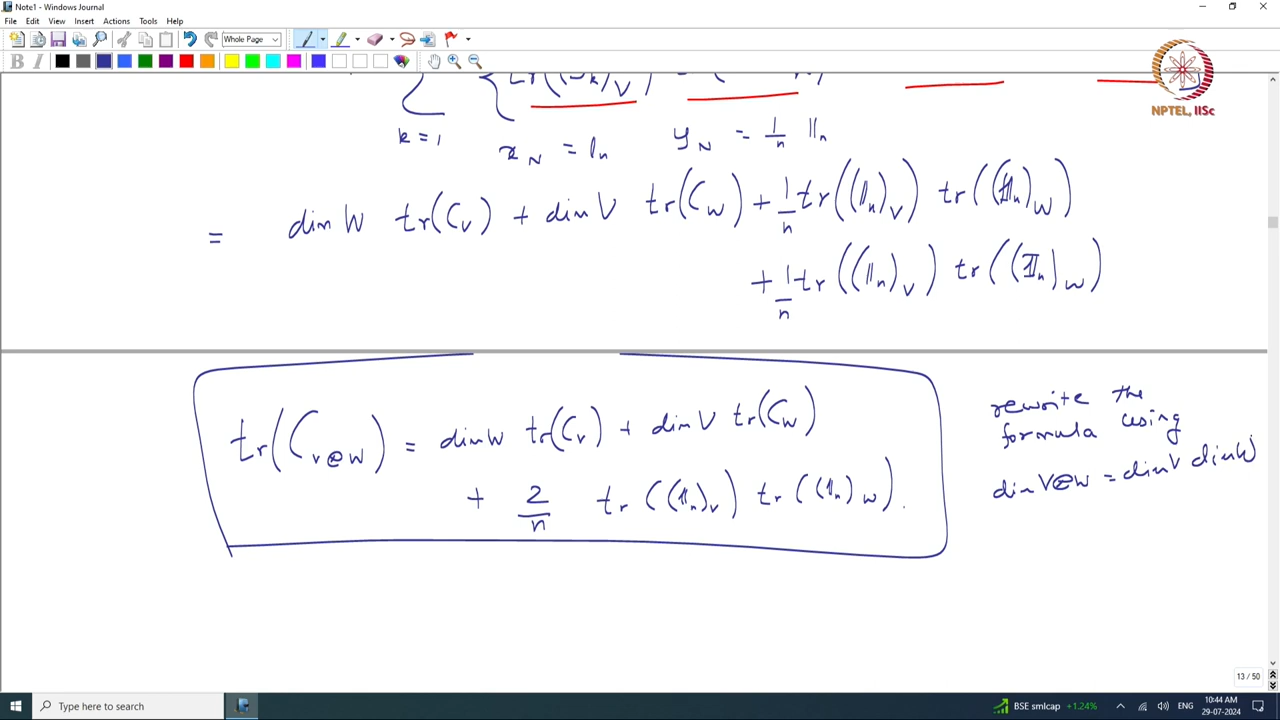 Note1 - Windows Journal
File Edit View Insert Actions Tools Help
Whole Page
NPTEL, IISc
k = 1
x_N = 1_n y_N = 1/n 𝟙_n
= dim W tr(C_V) + dim V tr(C_W) + 1/n tr((𝟙_n)_V) tr((𝟙_n)_W)
+ 1/n tr((𝟙_n)_V) tr((𝟙_n)_W)
tr(C_{V⊗W}) = dim W tr(C_V) + dim V tr(C_W)
+ 2/n tr((𝟙_n)_V) tr((𝟙_n)_W).
rewrite the
formula using
dim V⊗W = dim V dim W
13 / 50
Type here to search
BSE smlcap +1.24%
ENG
10:44 AM
29-07-2024